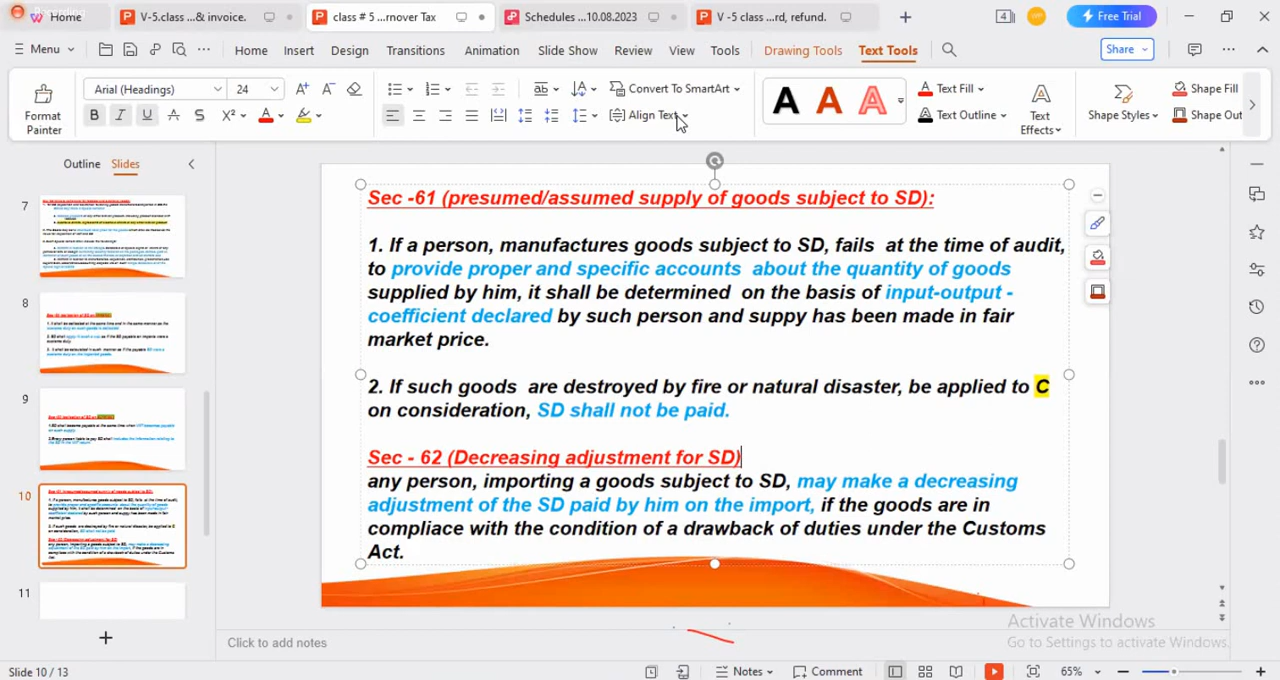 Home
V-5.class ...& invoice.
class # 5 ...rnover Tax
Schedules ...10.08.2023
V -5 class ...rd, refund.
4
Free Trial
Menu
Home Insert Design Transitions Animation Slide Show Review View Tools Drawing Tools Text Tools
Share
Format Painter
Arial (Headings) 24
B I U A S X² A
Convert To SmartArt
Align Text
A A A
Text Fill
Text Outline
Text Effects
Shape Styles
Shape Fill
Shape Out
Outline Slides
7
8
9
10
11
Sec -61 (presumed/assumed supply of goods subject to SD):
1. If a person, manufactures goods subject to SD, fails at the time of audit,
to provide proper and specific accounts about the quantity of goods
supplied by him, it shall be determined on the basis of input-output -
coefficient declared by such person and suppy has been made in fair
market price.
2. If such goods are destroyed by fire or natural disaster, be applied to C
on consideration, SD shall not be paid.
Sec - 62 (Decreasing adjustment for SD)
any person, importing a goods subject to SD, may make a decreasing
adjustment of the SD paid by him on the import, if the goods are in
compliace with the condition of a drawback of duties under the Customs
Act.
Activate Windows
Go to Settings to activate Windows.
Click to add notes
Slide 10 / 13
Notes
Comment
65%